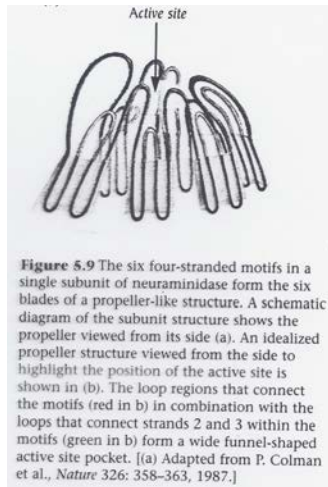 Active site
Figure 5.9 The six four-stranded motifs in a
single subunit of neuraminidase form the six
blades of a propeller-like structure. A schematic
diagram of the subunit structure shows the
propeller viewed from its side (a). An idealized
propeller structure viewed from the side to
highlight the position of the active site is
shown in (b). The loop regions that connect
the motifs (red in b) in combination with the
loops that connect strands 2 and 3 within the
motifs (green in b) form a wide funnel-shaped
active site pocket. [(a) Adapted from P. Colman
et al., Nature 326: 358–363, 1987.]